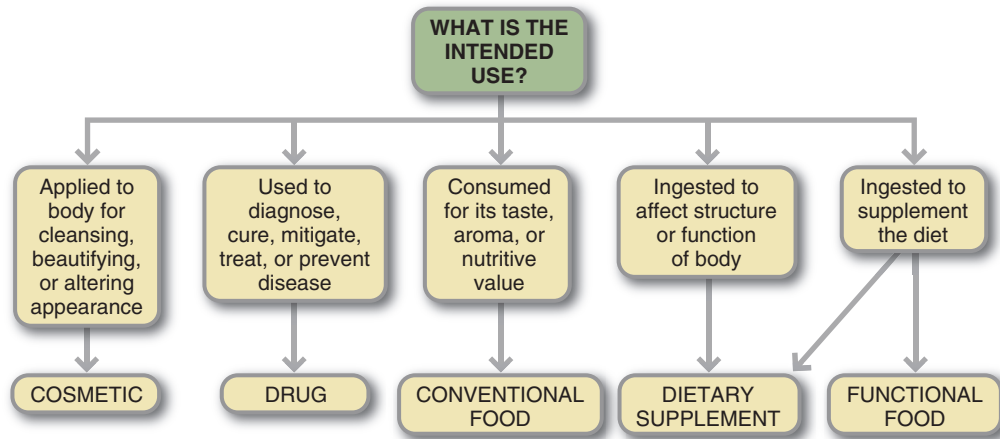 WHAT IS THE
INTENDED
USE?
Applied to
body for
cleansing,
beautifying,
or altering
appearance
Used to
diagnose,
cure, mitigate,
treat, or prevent
disease
Consumed
for its taste,
aroma, or
nutritive
value
Ingested to
affect structure
or function
of body
Ingested to
supplement
the diet
COSMETIC
DRUG
CONVENTIONAL
FOOD
DIETARY
SUPPLEMENT
FUNCTIONAL
FOOD